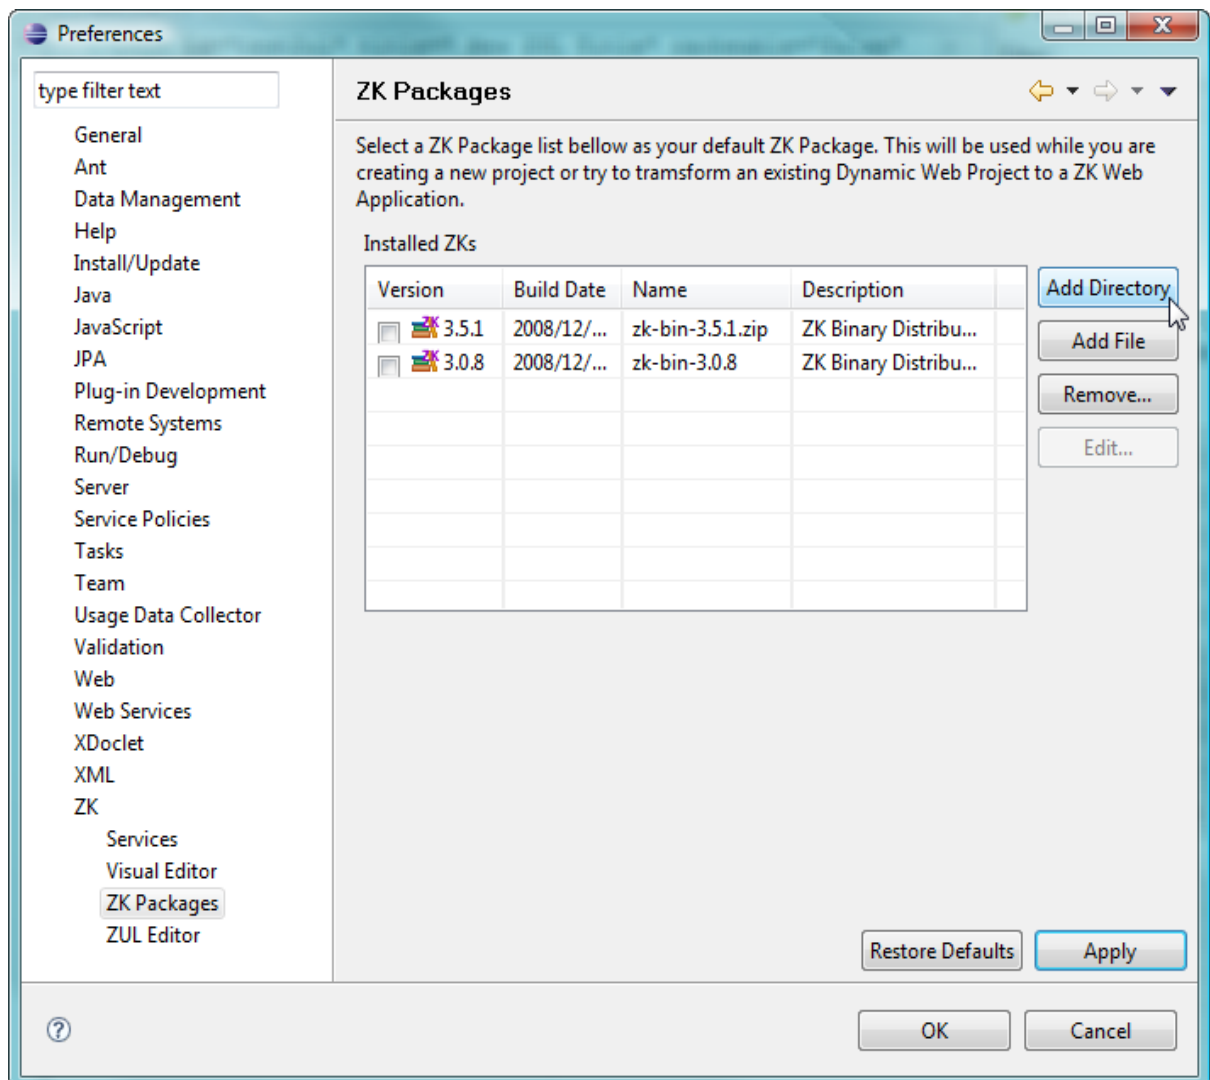 Preferences
type filter text
General
Ant
Data Management
Help
Install/Update
Java
JavaScript
JPA
Plug-in Development
Remote Systems
Run/Debug
Server
Service Policies
Tasks
Team
Usage Data Collector
Validation
Web
Web Services
XDoclet
XML
ZK
Services
Visual Editor
ZK Packages
ZUL Editor
ZK Packages
Select a ZK Package list bellow as your default ZK Package. This will be used while you are
creating a new project or try to tramsform an existing Dynamic Web Project to a ZK Web
Application.
Installed ZKs
Version Build Date Name Description
3.5.1 2008/12/... zk-bin-3.5.1.zip ZK Binary Distribu...
3.0.8 2008/12/... zk-bin-3.0.8 ZK Binary Distribu...
Add Directory
Add File
Remove...
Edit...
Restore Defaults Apply
OK Cancel